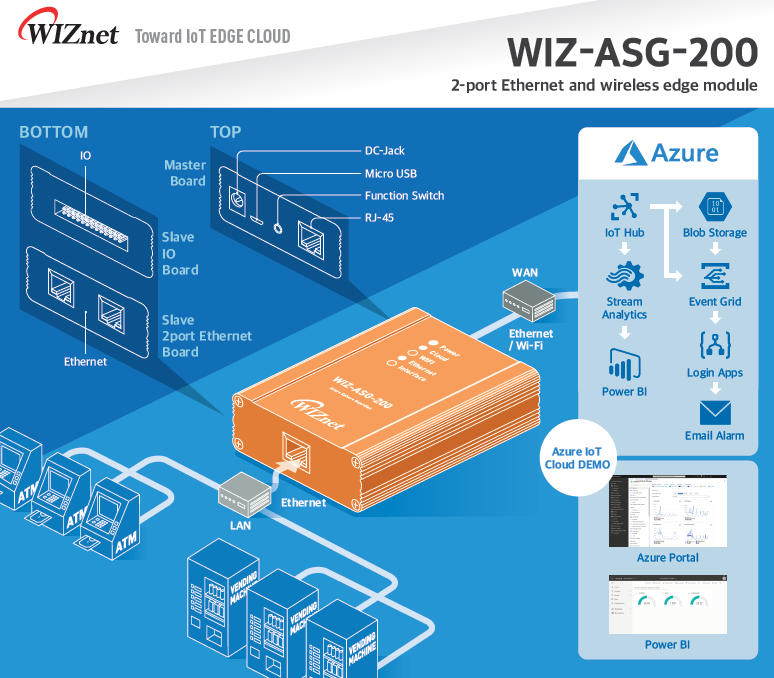 WIZnet
Toward IoT EDGE CLOUD
WIZ-ASG-200
2-port Ethernet and wireless edge module
BOTTOM
IO
Slave
IO
Board
Slave
2port Ethernet
Board
Ethernet
TOP
Master
Board
DC-Jack
Micro USB
Function Switch
RJ-45
WAN
Ethernet
/ Wi-Fi
Power
Cloud
WiFi
Ethernet
Interface
WIZ-ASG-200
WIZnet
Ethernet
LAN
ATM
ATM
ATM
VENDING
MACHINE
VENDING
MACHINE
VENDING
MACHINE
Azure
IoT Hub
Blob Storage
10
01
Stream
Analytics
Event Grid
Power BI
Login Apps
Email Alarm
Azure IoT
Cloud DEMO
Azure Portal
Power BI